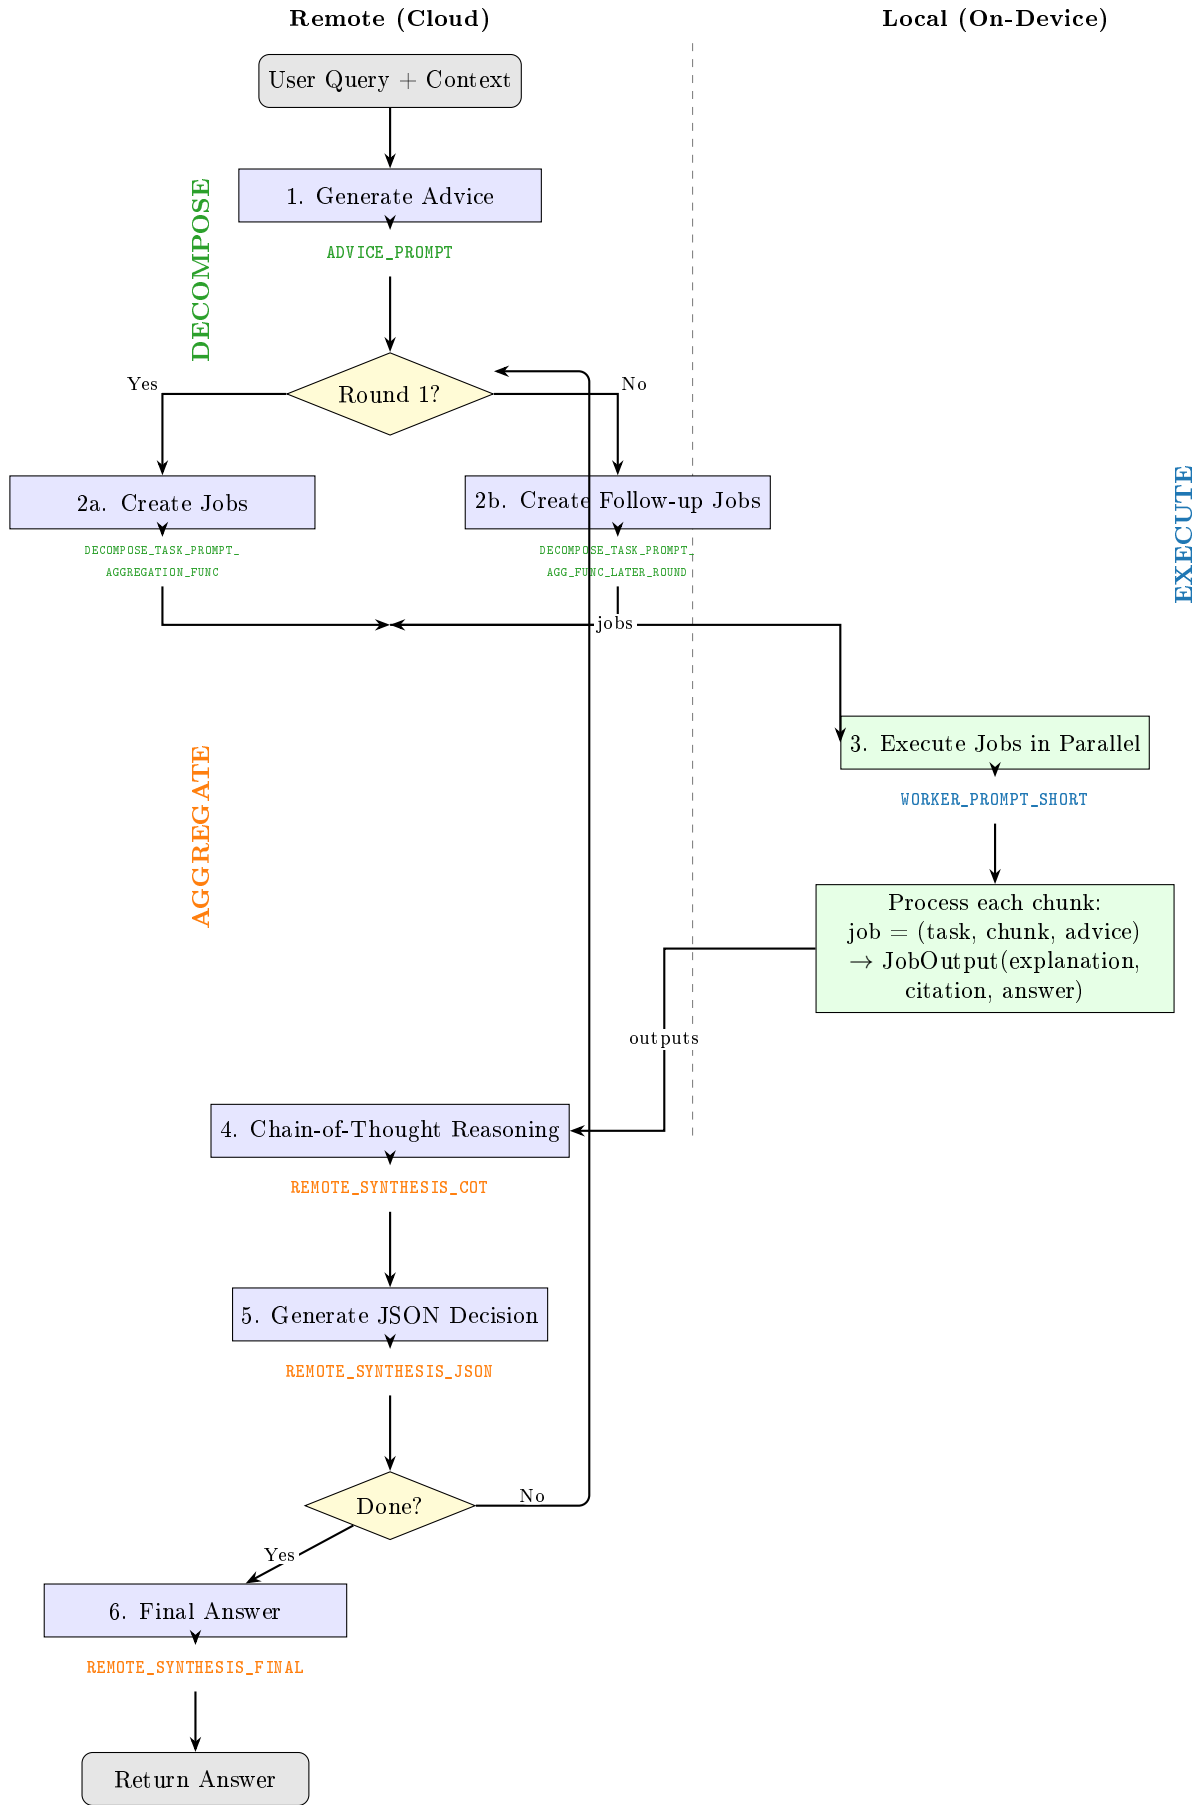 Remote (Cloud)
Local (On-Device)
User Query + Context
DECOMPOSE
1. Generate Advice
ADVICE_PROMPT
Round 1?
Yes
No
2a. Create Jobs
2b. Create Follow-up Jobs
EXECUTE
DECOMPOSE_TASK_PROMPT_
AGGREGATION_FUNC
DECOMPOSE_TASK_PROMPT_
AGG_FUNC_LATER_ROUND
jobs
AGGREGATE
3. Execute Jobs in Parallel
WORKER_PROMPT_SHORT
Process each chunk:
job = (task, chunk, advice)
→ JobOutput(explanation,
citation, answer)
outputs
4. Chain-of-Thought Reasoning
REMOTE_SYNTHESIS_COT
5. Generate JSON Decision
REMOTE_SYNTHESIS_JSON
Done?
No
Yes
6. Final Answer
REMOTE_SYNTHESIS_FINAL
Return Answer